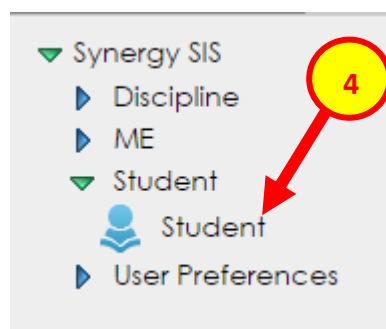 Synergy SIS
Discipline
4
ME
Student
Student
User Preferences